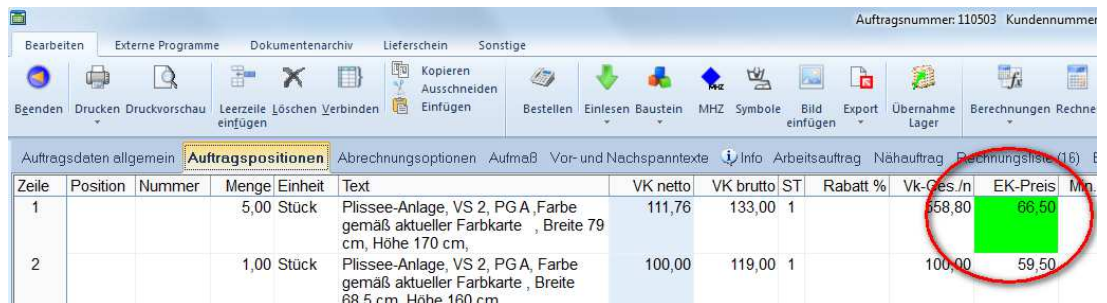 Auftragsnummer: 110503 Kundennummer
Bearbeiten Externe Programme Dokumentenarchiv Lieferschein Sonstige
Kopieren
Ausschneiden
Einfügen
Beenden Drucken Druckvorschau Leerzeile einfügen Löschen Verbinden Bestellen Einlesen Baustein MHZ Symbole Bild einfügen Export Übernahme Lager Berechnungen Rechne
Auftragsdaten allgemein Auftragspositionen Abrechnungsoptionen Aufmaß Vor- und Nachspanntexte Info Arbeitsauftrag Nähauftrag Rechnungsliste (16)
Zeile Position Nummer Menge Einheit Text VK netto VK brutto ST Rabatt % Vk-Ges./n EK-Preis Min.
1 5,00 Stück Plissee-Anlage, VS 2, PG A ,Farbe 111,76 133,00 1 558,80 66,50
gemäß aktueller Farbkarte , Breite 79
cm, Höhe 170 cm,
2 1,00 Stück Plissee-Anlage, VS 2, PG A, Farbe 100,00 119,00 1 100,00 59,50
gemäß aktueller Farbkarte , Breite
68,5 cm, Höhe 160 cm